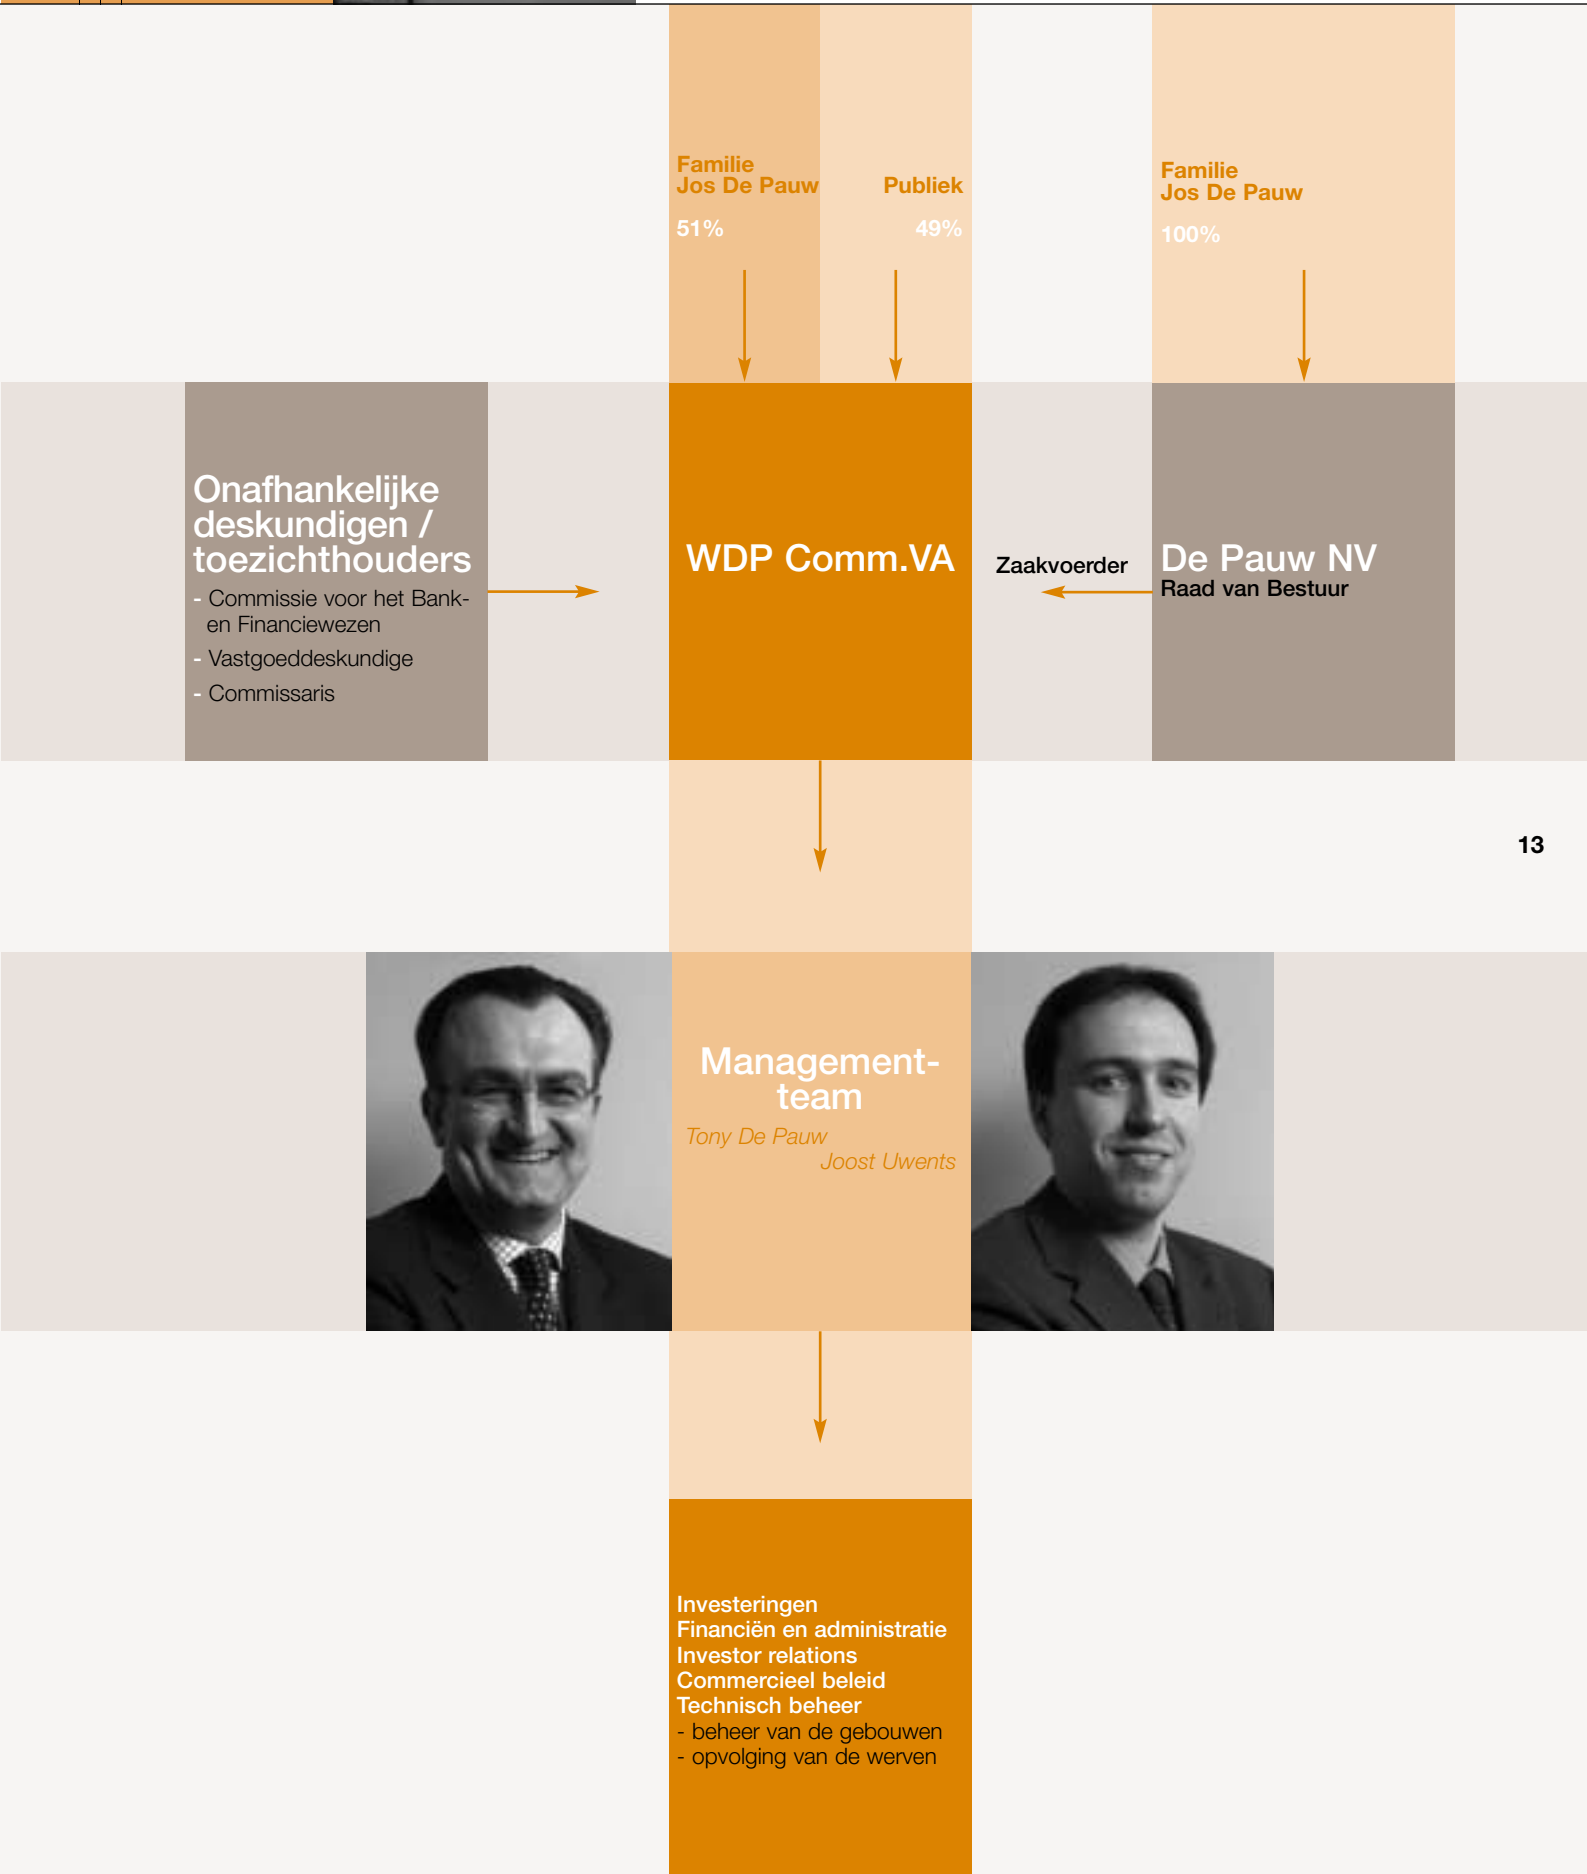 Familie
Jos De Pauw
51%
Publiek
49%
Familie
Jos De Pauw
100%
Onafhankelijke
deskundigen /
toezichthouders
- Commissie voor het Bank-
en Financiewezen
- Vastgoeddeskundige
- Commissaris
WDP Comm.VA
Zaakvoerder
De Pauw NV
Raad van Bestuur
13
Management-
team
Tony De Pauw
Joost Uwents
Investeringen
Financiën en administratie
Investor relations
Commercieel beleid
Technisch beheer
- beheer van de gebouwen
- opvolging van de werven